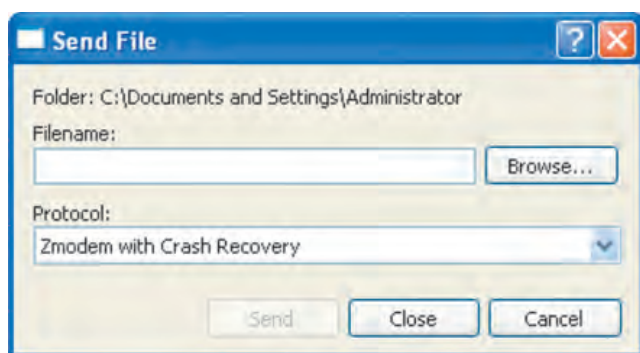 Send File
?
Folder: C:\Documents and Settings\Administrator
Filename:
Browse...
Protocol:
Zmodem with Crash Recovery
Send Close Cancel